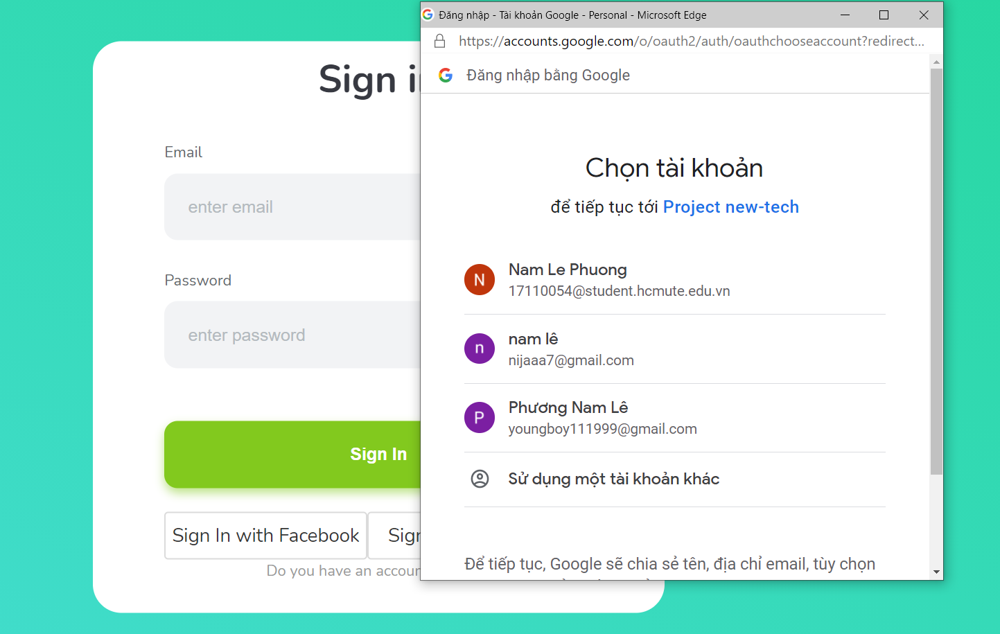 Đăng nhập - Tài khoản Google - Personal - Microsoft Edge
https://accounts.google.com/o/oauth2/auth/oauthchooseaccount?redirect...
Đăng nhập bằng Google
Chọn tài khoản
để tiếp tục tới Project new-tech
N
Nam Le Phuong
17110054@student.hcmute.edu.vn
n
nam lê
nijaaa7@gmail.com
P
Phương Nam Lê
youngboy111999@gmail.com
Sử dụng một tài khoản khác
Để tiếp tục, Google sẽ chia sẻ tên, địa chỉ email, tùy chọn
Sign
Email
enter email
Password
enter password
Sign In
Sign In with Facebook
Sign
Do you have an